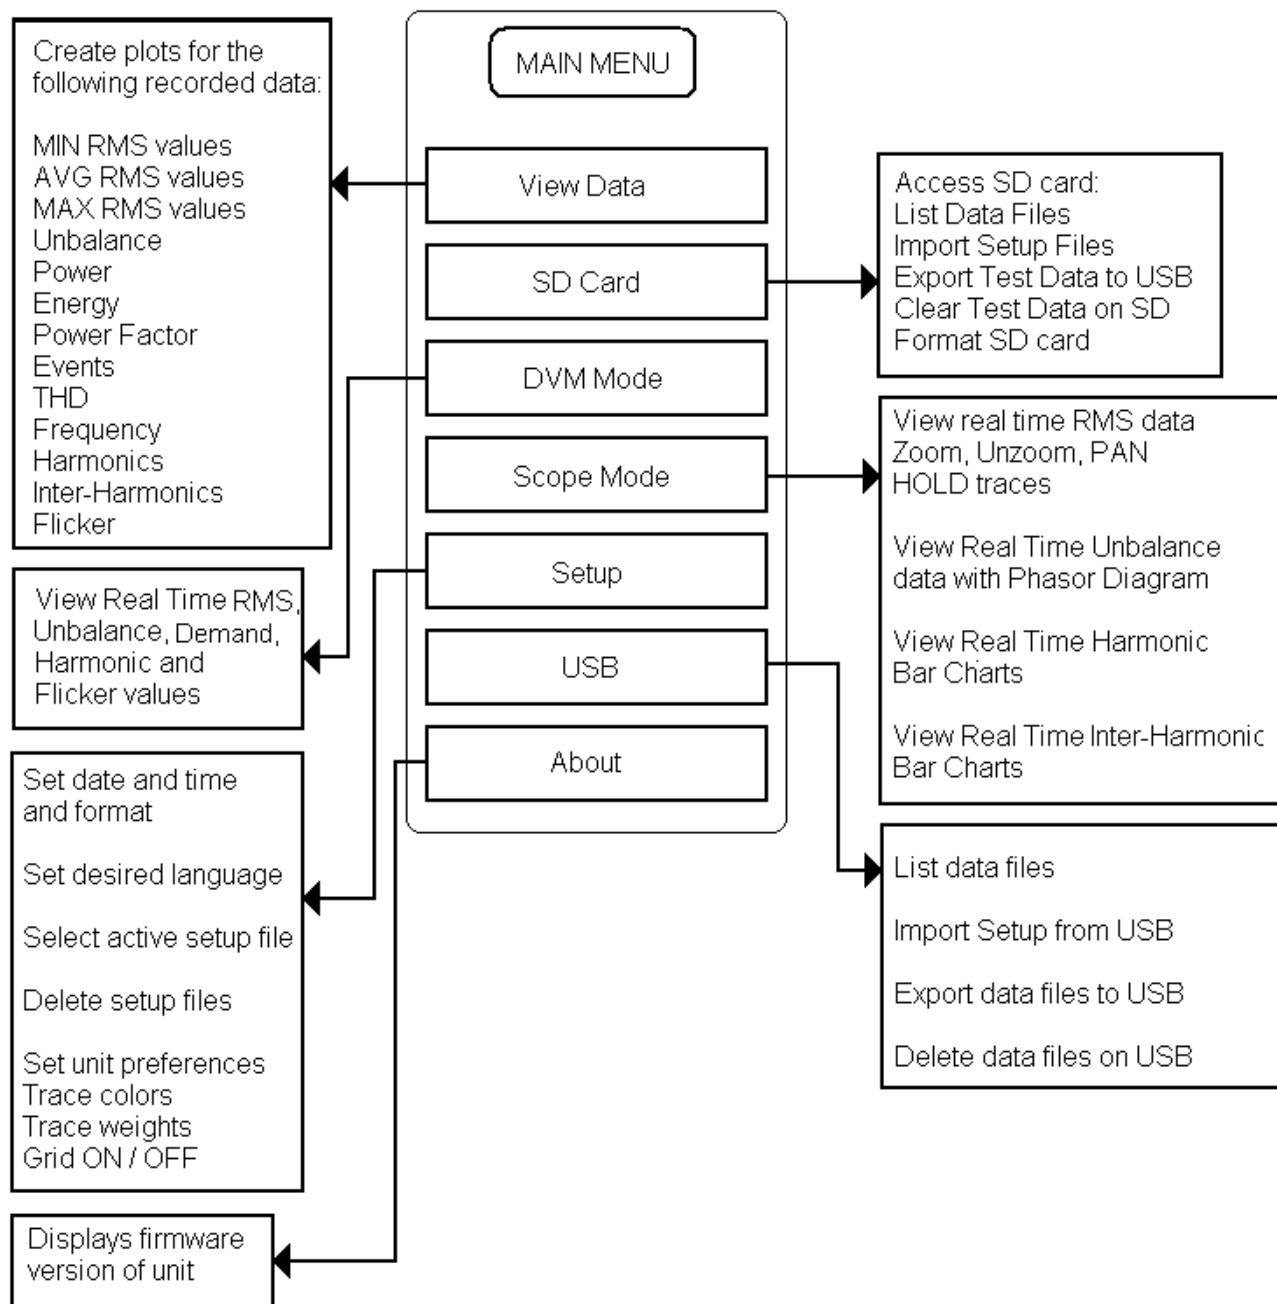 MAIN MENU
View Data
SD Card
DVM Mode
Scope Mode
Setup
USB
About
Create plots for the
following recorded data:
MIN RMS values
AVG RMS values
MAX RMS values
Unbalance
Power
Energy
Power Factor
Events
THD
Frequency
Harmonics
Inter-Harmonics
Flicker
Access SD card:
List Data Files
Import Setup Files
Export Test Data to USB
Clear Test Data on SD
Format SD card
View Real Time RMS,
Unbalance, Demand,
Harmonic and
Flicker values
View real time RMS data
Zoom, Unzoom, PAN
HOLD traces
View Real Time Unbalance
data with Phasor Diagram
View Real Time Harmonic
Bar Charts
View Real Time Inter-Harmonic
Bar Charts
Set date and time
and format
Set desired language
Select active setup file
Delete setup files
Set unit preferences
Trace colors
Trace weights
Grid ON / OFF
List data files
Import Setup from USB
Export data files to USB
Delete data files on USB
Displays firmware
version of unit